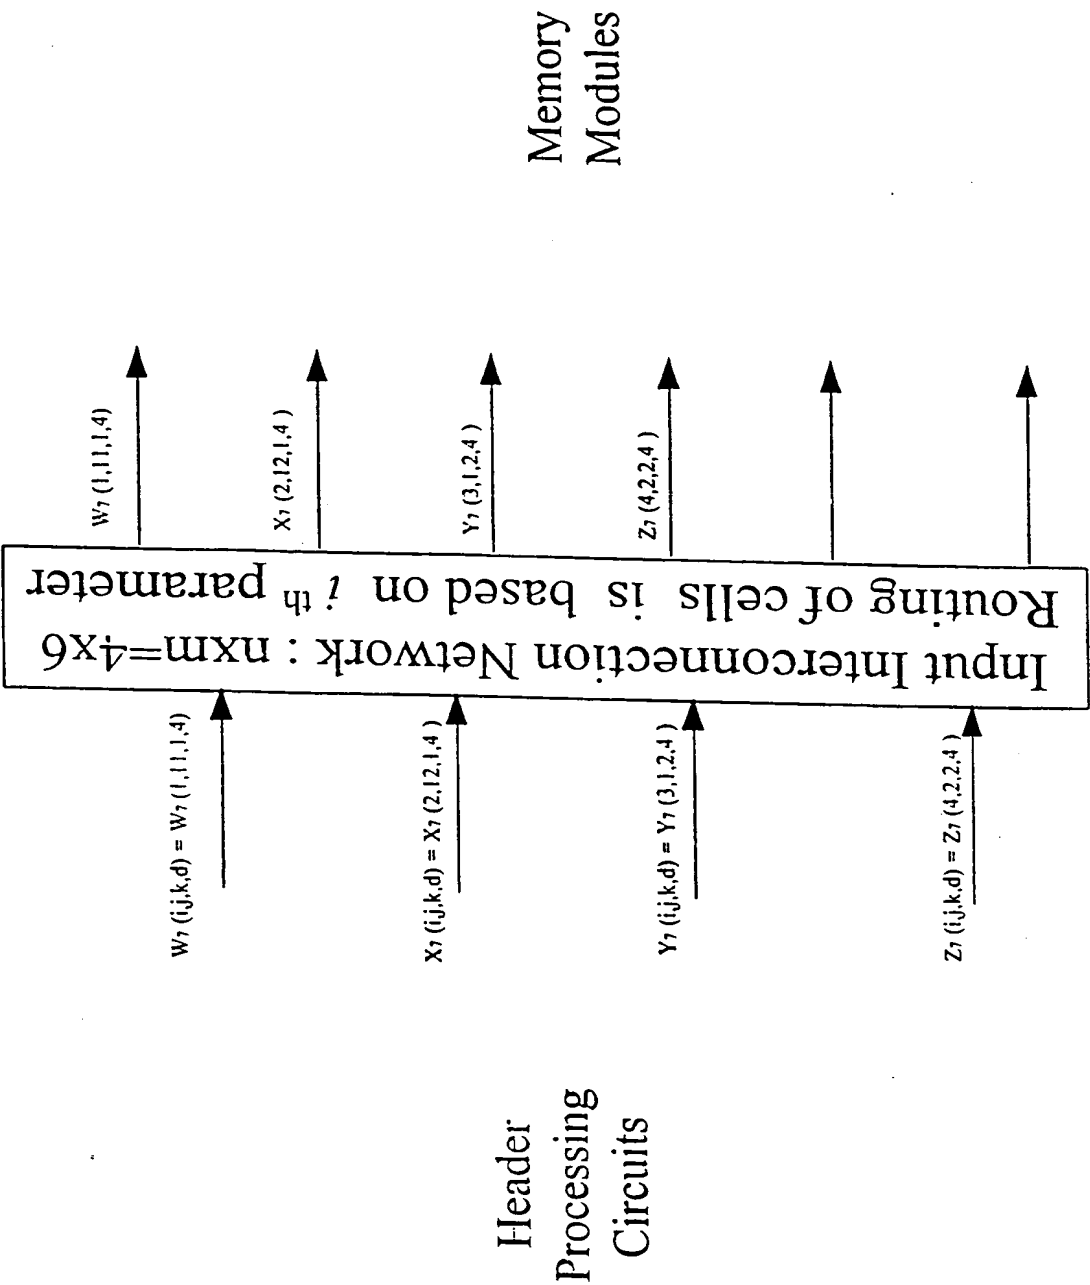 Header
Processing
Circuits
W7 (i,j,k,d) = W7 (1,11,1,4)
X7 (i,j,k,d) = X7 (2,12,1,4)
Y7 (i,j,k,d) = Y7 (3,1,2,4)
Z7 (i,j,k,d) = Z7 (4,2,2,4)
Input Interconnection Network : nxm=4x6
Routing of cells is based on i th parameter
W7 (1,11,1,4)
X7 (2,12,1,4)
Y7 (3,1,2,4)
Z7 (4,2,2,4)
Memory
Modules